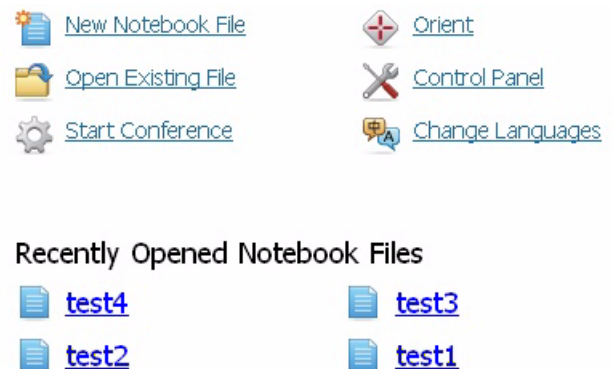 New Notebook File Orient
Open Existing File Control Panel
Start Conference Change Languages
Recently Opened Notebook Files
test4 test3
test2 test1